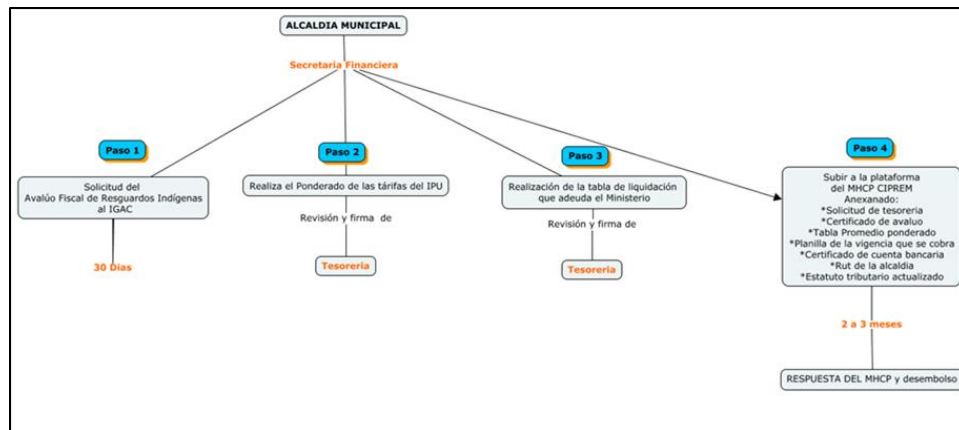 ALCALDIA MUNICIPAL
Secretaria Financiera
Paso 1
Solicitud del
Avalúo Fiscal de Resguardos Indígenas
al IGAC
30 Dias
Paso 2
Realiza el Ponderado de las tárifas del IPU
Revisión y firma de
Tesoreria
Paso 3
Realización de la tabla de liquidación
que adeuda el Ministerio
Revisión y firma de
Tesoreria
Paso 4
Subir a la plataforma
del MHCP CIPREM
Anexanado:
*Solicitud de tesoreria
*Certificado de avaluo
*Tabla Promedio ponderado
*Planilla de la vigencia que se cobra
*Certificado de cuenta bancaria
*Rut de la alcaldia
*Estatuto tributario actualizado
2 a 3 meses
RESPUESTA DEL MHCP y desembolso